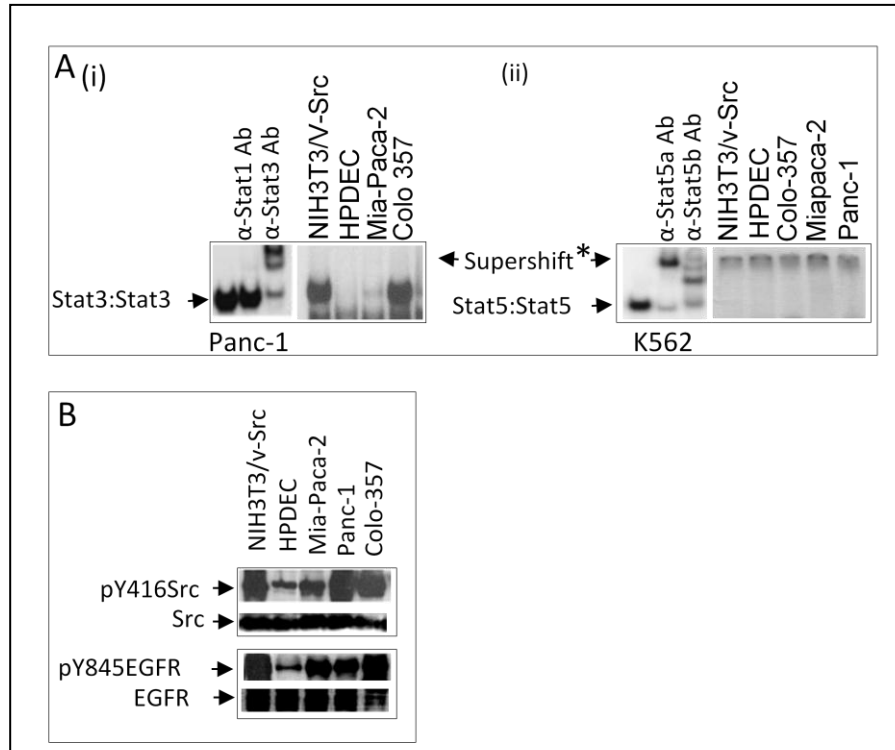 A (i)
α-Stat1 Ab
α-Stat3 Ab
NIH3T3/V-Src
HPDEC
Mia-Paca-2
Colo 357
Stat3:Stat3
Panc-1
(ii)
α-Stat5a Ab
α-Stat5b Ab
NIH3T3/v-Src
HPDEC
Colo-357
Miapaca-2
Panc-1
Supershift*
Stat5:Stat5
K562
B
NIH3T3/v-Src
HPDEC
Mia-Paca-2
Panc-1
Colo-357
pY416Src
Src
pY845EGFR
EGFR